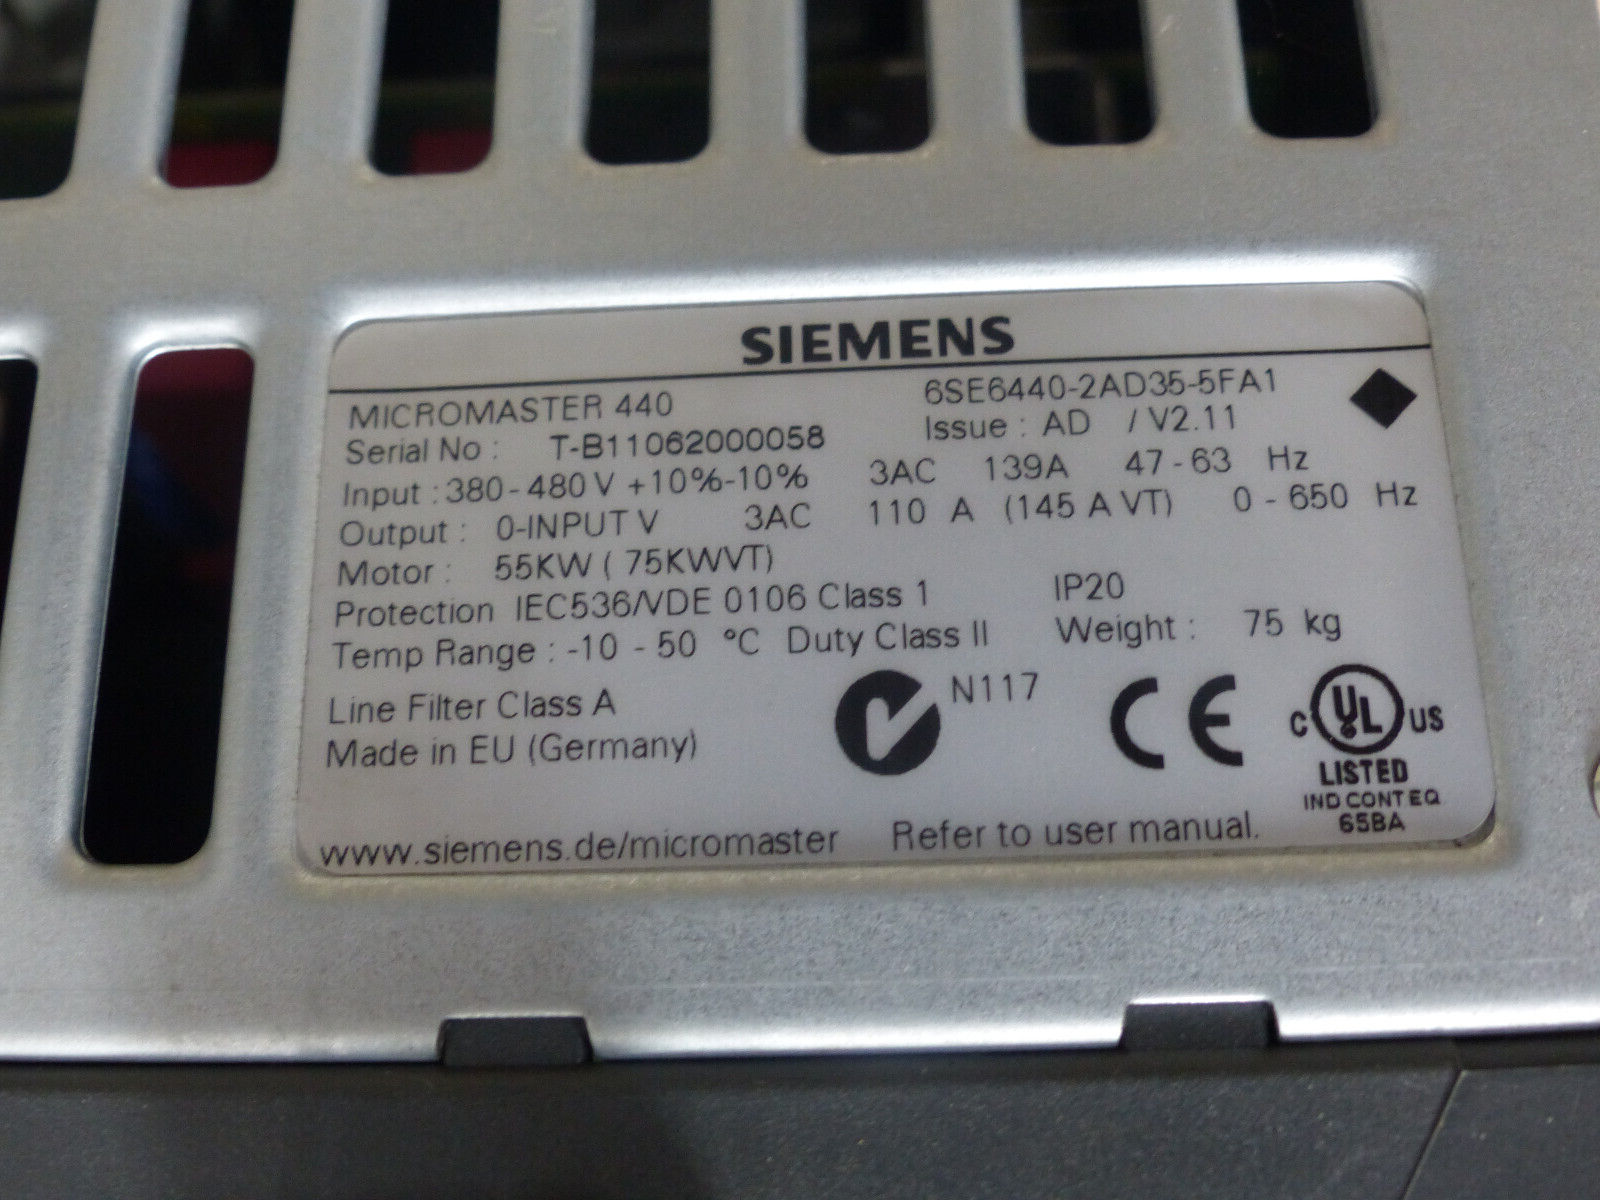 SIEMENS
MICROMASTER 440 6SE6440-2AD35-5FA1
Serial No : T-B11062000058 Issue : AD / V2.11
Input : 380-480V +10%-10% 3AC 139A 47-63 Hz
Output : 0-INPUT V 3AC 110 A (145 A VT) 0-650 Hz
Motor : 55KW ( 75KWVT)
Protection IEC536/VDE 0106 Class 1 IP20
Temp Range : -10 - 50 °C Duty Class II Weight : 75 kg
Line Filter Class A N117
Made in EU (Germany) CE C UL US
LISTED
IND CONT EQ
65BA
www.siemens.de/micromaster Refer to user manual.